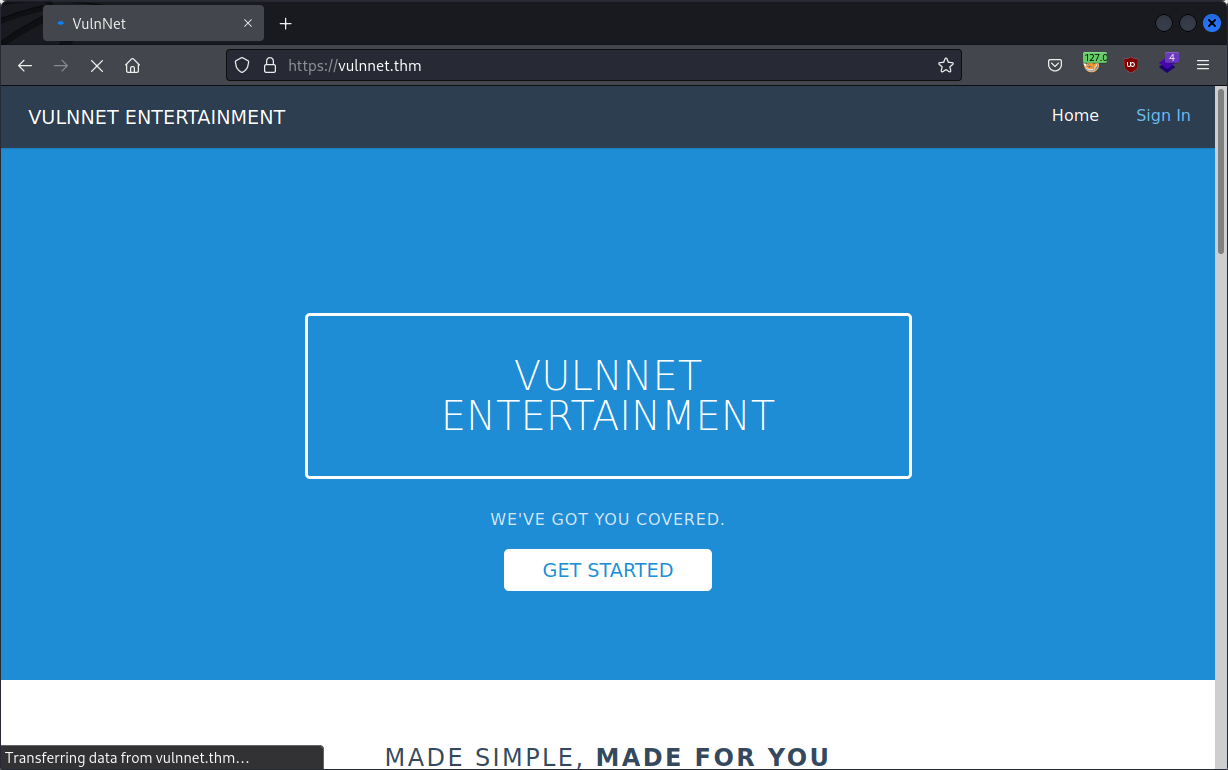 VulnNet
https://vulnnet.thm
127.0
4
VULNNET ENTERTAINMENT
Home
Sign In
VULNNET
ENTERTAINMENT
WE'VE GOT YOU COVERED.
GET STARTED
MADE SIMPLE, MADE FOR YOU
Transferring data from vulnnet.thm...